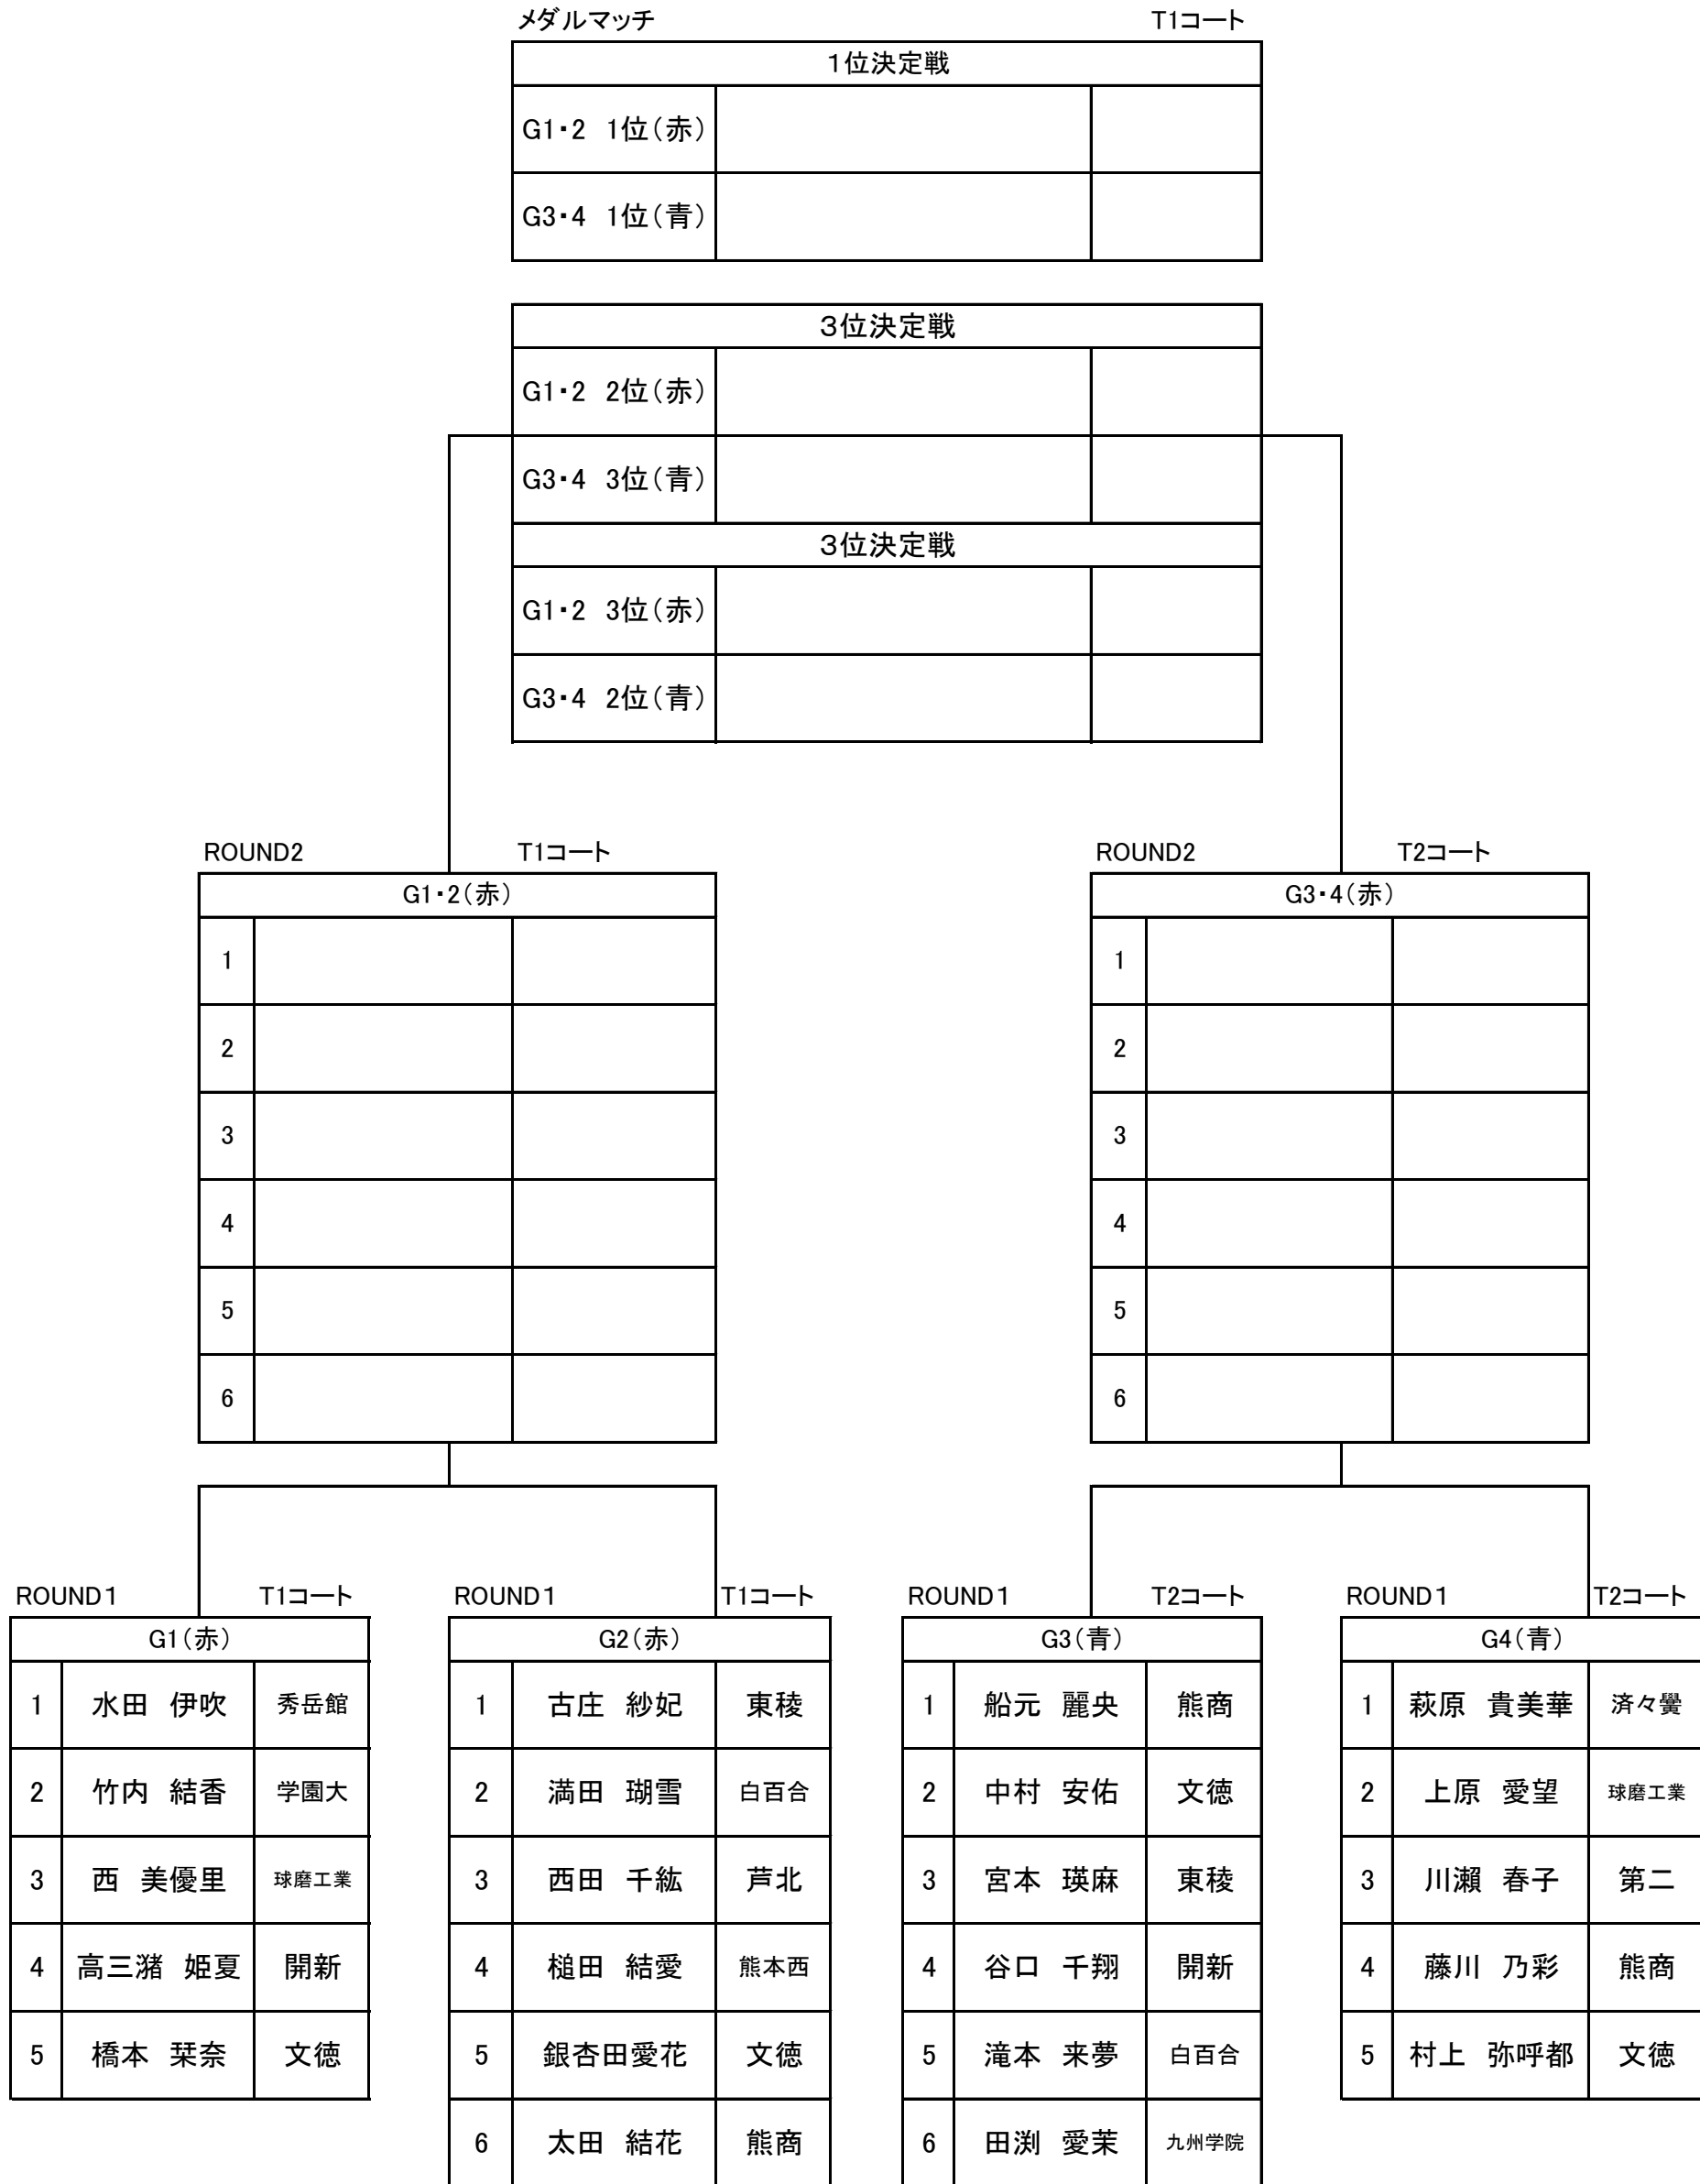 メダルマッチ T1コート
1位決定戦
G1・2 1位(赤)
G3・4 1位(青)
3位決定戦
G1・2 2位(赤)
G3・4 3位(青)
3位決定戦
G1・2 3位(赤)
G3・4 2位(青)
ROUND2 T1コート
G1・2(赤)
1
2
3
4
5
6
ROUND2 T2コート
G3・4(赤)
1
2
3
4
5
6
ROUND1 T1コート
G1(赤)
1 水田 伊吹 秀岳館
2 竹内 結香 学園大
3 西 美優里 球磨工業
4 高三潴 姫夏 開新
5 橋本 栞奈 文徳
ROUND1 T1コート
G2(赤)
1 古庄 紗妃 東稜
2 満田 瑚雪 白百合
3 西田 千紘 芦北
4 槌田 結愛 熊本西
5 銀杏田愛花 文徳
6 太田 結花 熊商
ROUND1 T2コート
G3(青)
1 船元 麗央 熊商
2 中村 安佑 文徳
3 宮本 瑛麻 東稜
4 谷口 千翔 開新
5 滝本 来夢 白百合
6 田渕 愛茉 九州学院
ROUND1 T2コート
G4(青)
1 萩原 貴美華 済々黌
2 上原 愛望 球磨工業
3 川瀬 春子 第二
4 藤川 乃彩 熊商
5 村上 弥呼都 文徳